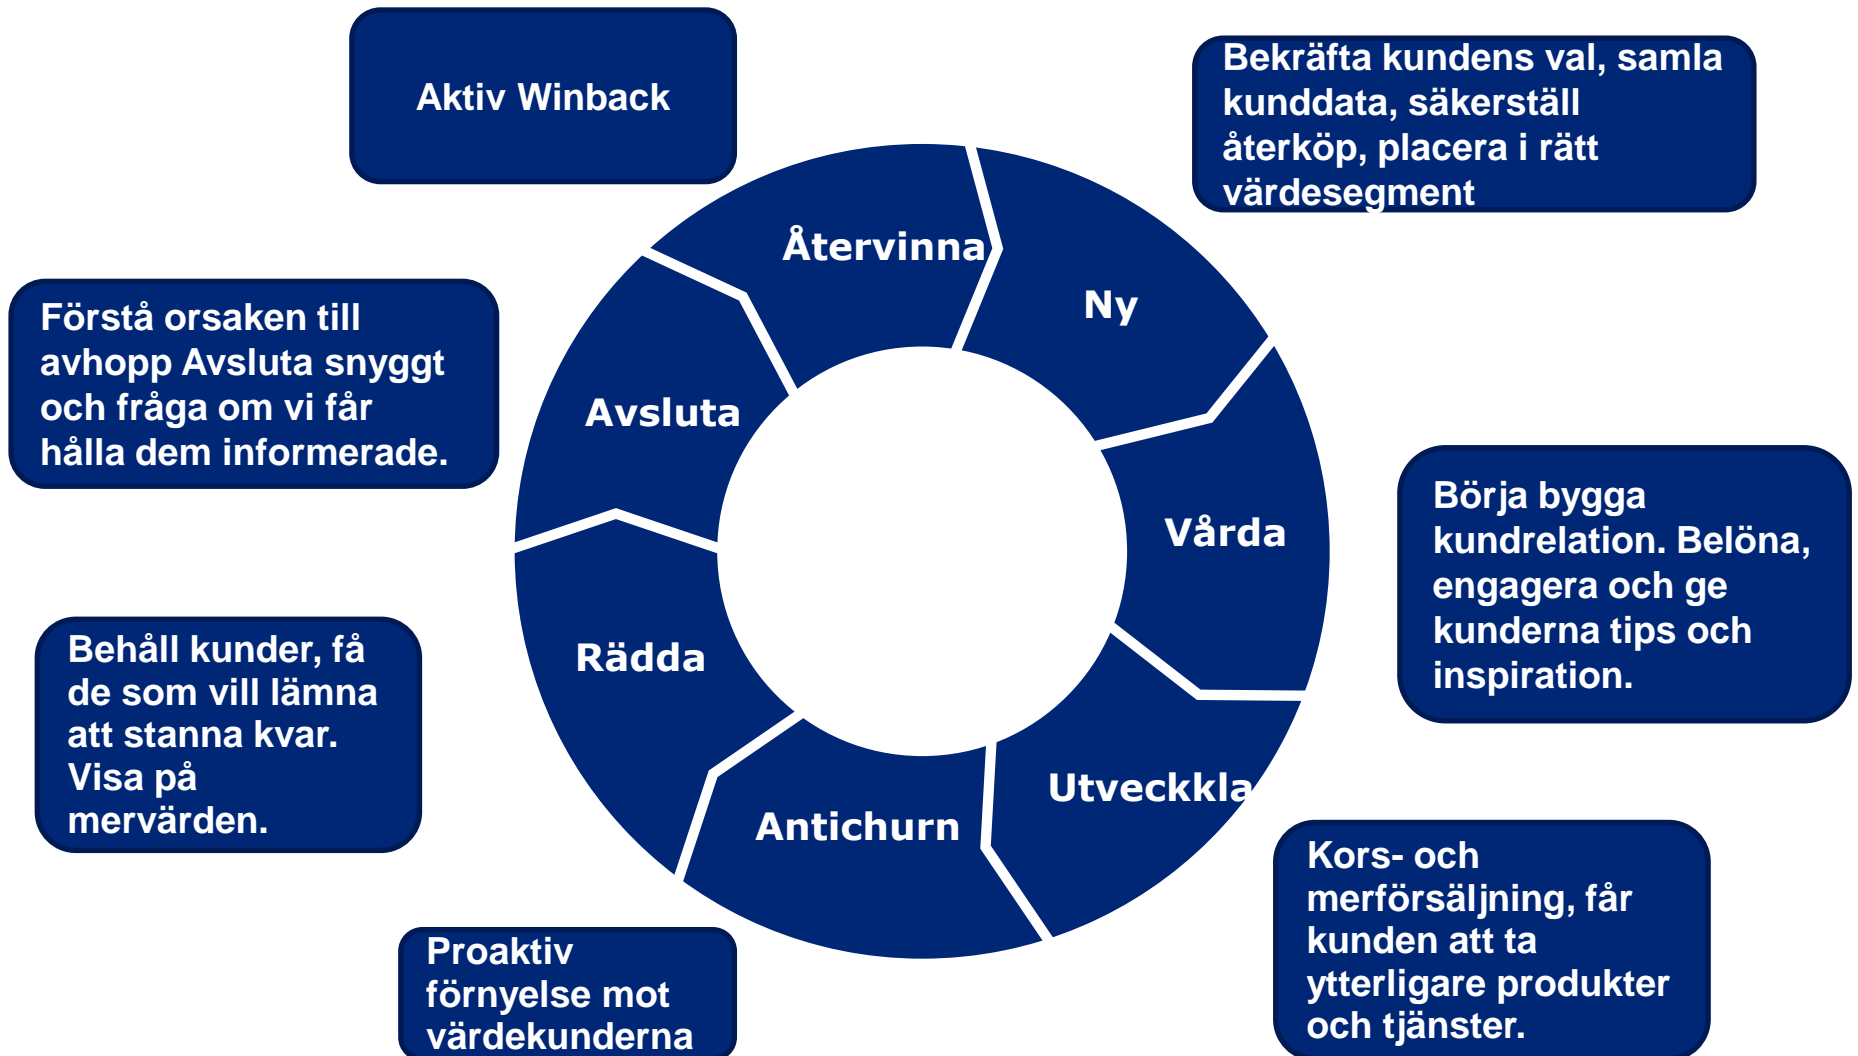 Aktiv Winback
Bekräfta kundens val, samla
kunddata, säkerställ
återköp, placera i rätt
värdesegment
Återvinna
Ny
Förstå orsaken till
avhopp Avsluta snyggt
och fråga om vi får
hålla dem informerade.
Avsluta
Vårda
Börja bygga
kundrelation. Belöna,
engagera och ge
kunderna tips och
inspiration.
Rädda
Behåll kunder, få
de som vill lämna
att stanna kvar.
Visa på
mervärden.
Utveckkla
Antichurn
Kors- och
merförsäljning, får
kunden att ta
ytterligare produkter
och tjänster.
Proaktiv
förnyelse mot
värdekunderna